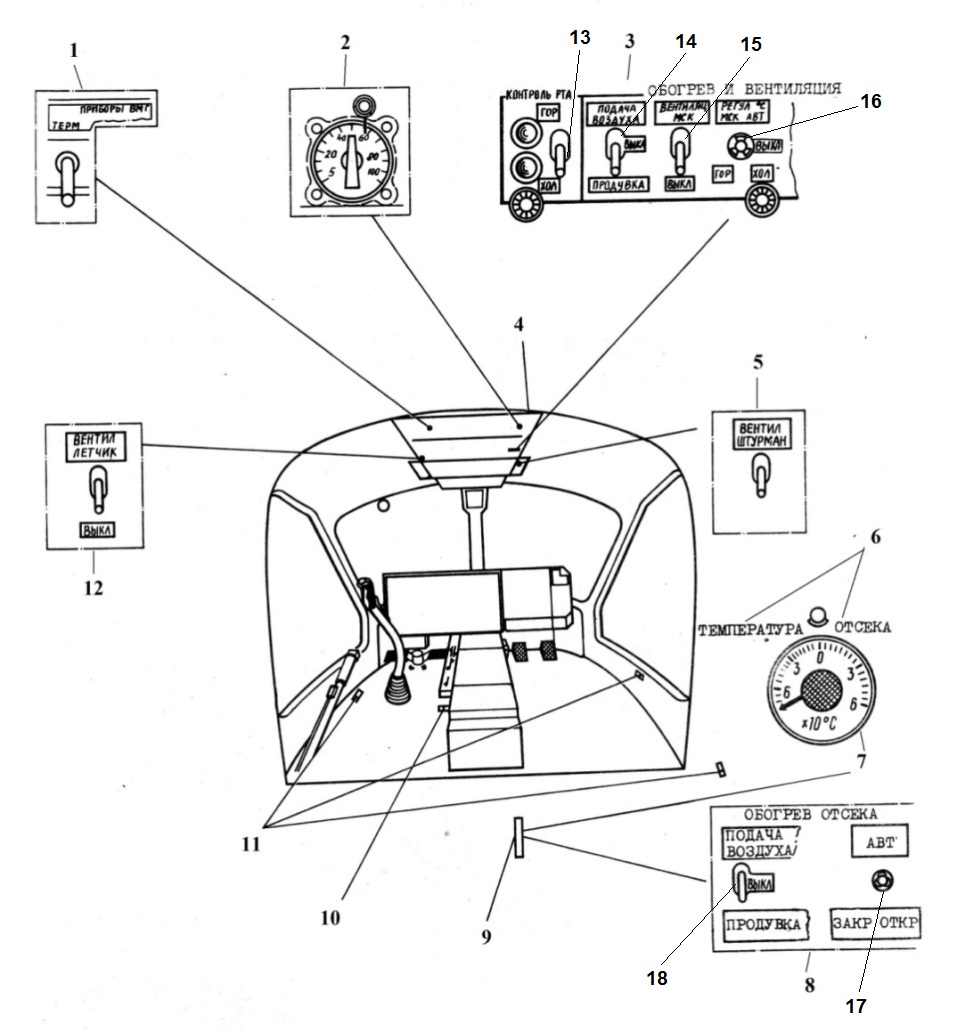 1
2
3
13
14
15
16
ПРИБОРЫ ВМГ
ТЕРМ
40 60
20 80
5 100
ОБОГРЕВ И ВЕНТИЛЯЦИЯ
КОНТРОЛЬ РТА
ГОР
ХОЛ
ПОДАЧА
ВОЗДУХА
ВЫКЛ
ПРОДУВКА
ВЕНТИЛЯЦ
МСК
ВЫКЛ
РЕГУЛ °С
МСК АВТ
ВЫКЛ
ГОР ХОЛ
4
5
ВЕНТИЛ
ЛЕТЧИК
ВЫКЛ
12
ВЕНТИЛ
ШТУРМАН
6
ТЕМПЕРАТУРА ОТСЕКА
0
3 3
6 6
х10°С
7
11
10
9
ОБОГРЕВ ОТСЕКА
ПОДАЧА
ВОЗДУХА
АВТ
ВЫКЛ
ПРОДУВКА
ЗАКР ОТКР
18
8
17